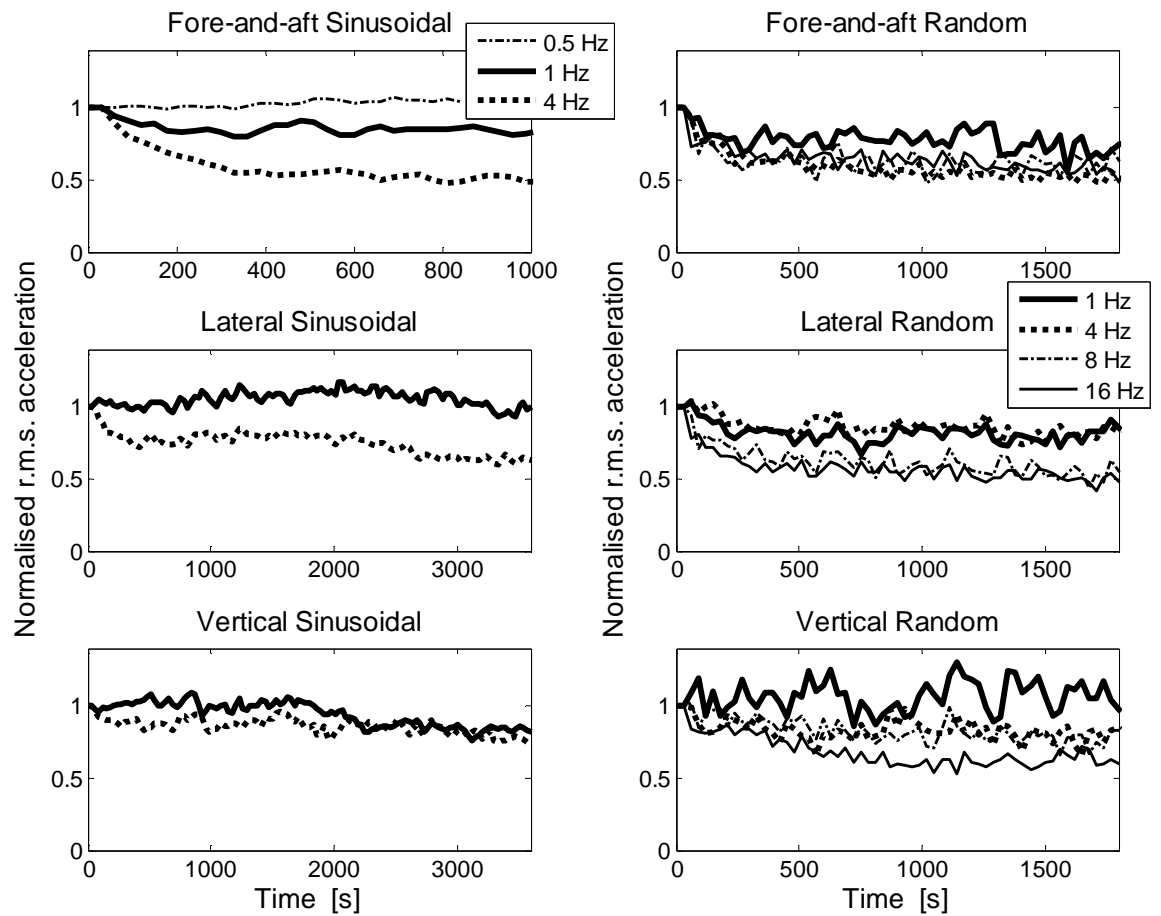 Fore-and-aft Sinusoidal
0.5 Hz
1 Hz
4 Hz
1
0.5
0
0 200 400 600 800 1000
Fore-and-aft Random
1
0.5
0
0 500 1000 1500
Normalised r.m.s. acceleration
Lateral Sinusoidal
1
0.5
0
0 1000 2000 3000
Normalised r.m.s. acceleration
Lateral Random
1 Hz
4 Hz
8 Hz
16 Hz
1
0.5
0
0 500 1000 1500
Vertical Sinusoidal
1
0.5
0
0 1000 2000 3000
Time [s]
Vertical Random
1
0.5
0
0 500 1000 1500
Time [s]